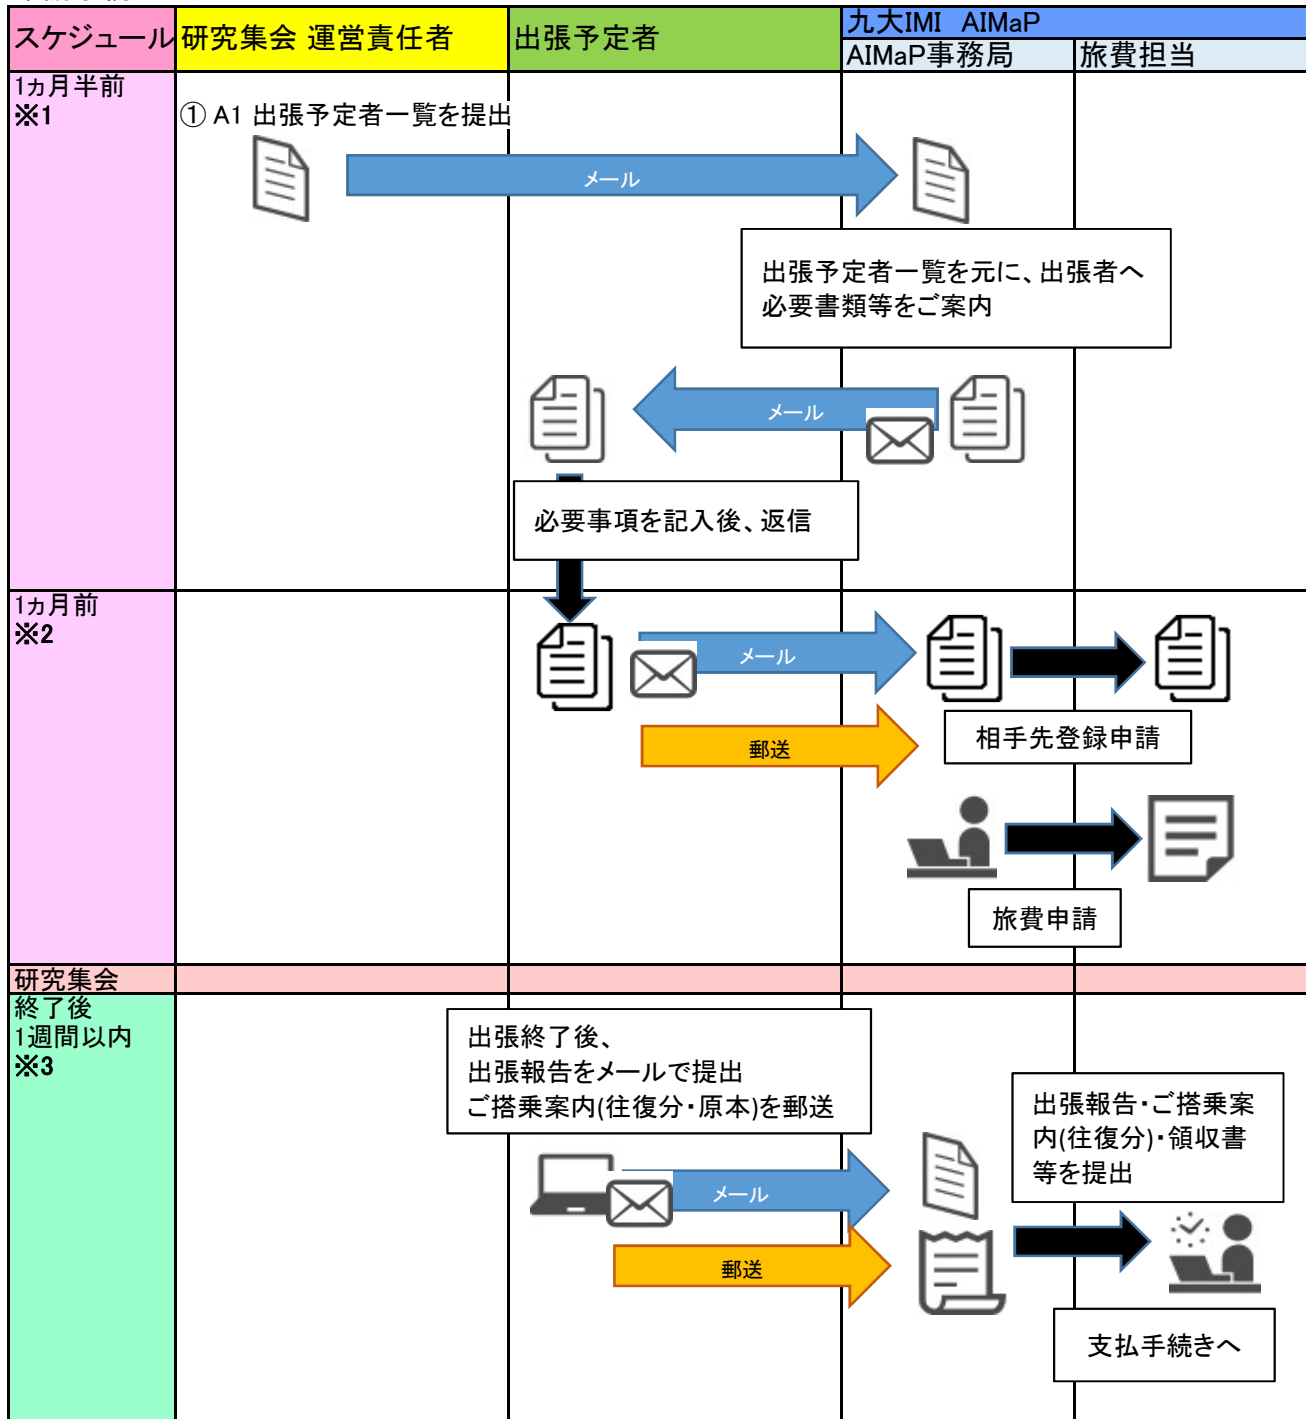 スケジュール
研究集会 運営責任者
出張予定者
九大IMI AIMaP
AIMaP事務局
旅費担当
1ヵ月半前
※1
① A1 出張予定者一覧を提出
メール
出張予定者一覧を元に、出張者へ
必要書類等をご案内
メール
必要事項を記入後、返信
1ヵ月前
※2
メール
郵送
相手先登録申請
旅費申請
研究集会
終了後
1週間以内
※3
出張終了後、
出張報告をメールで提出
ご搭乗案内(往復分・原本)を郵送
出張報告・ご搭乗案
内(往復分)・領収書
等を提出
メール
郵送
支払手続きへ